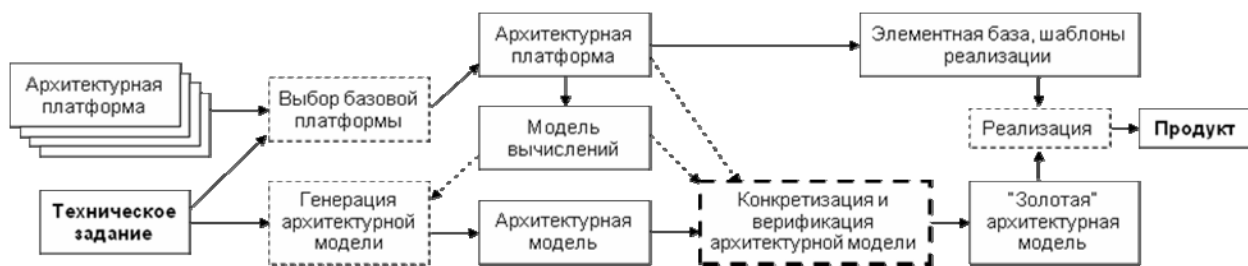 Архитектурная
платформа
Выбор базовой
платформы
Архитектурная
платформа
Элементная база, шаблоны
реализации
Модель
вычислений
Реализация
Продукт
Техническое
задание
Генерация
архитектурной
модели
Архитектурная
модель
Конкретизация и
верификация
архитектурной модели
"Золотая"
архитектурная
модель